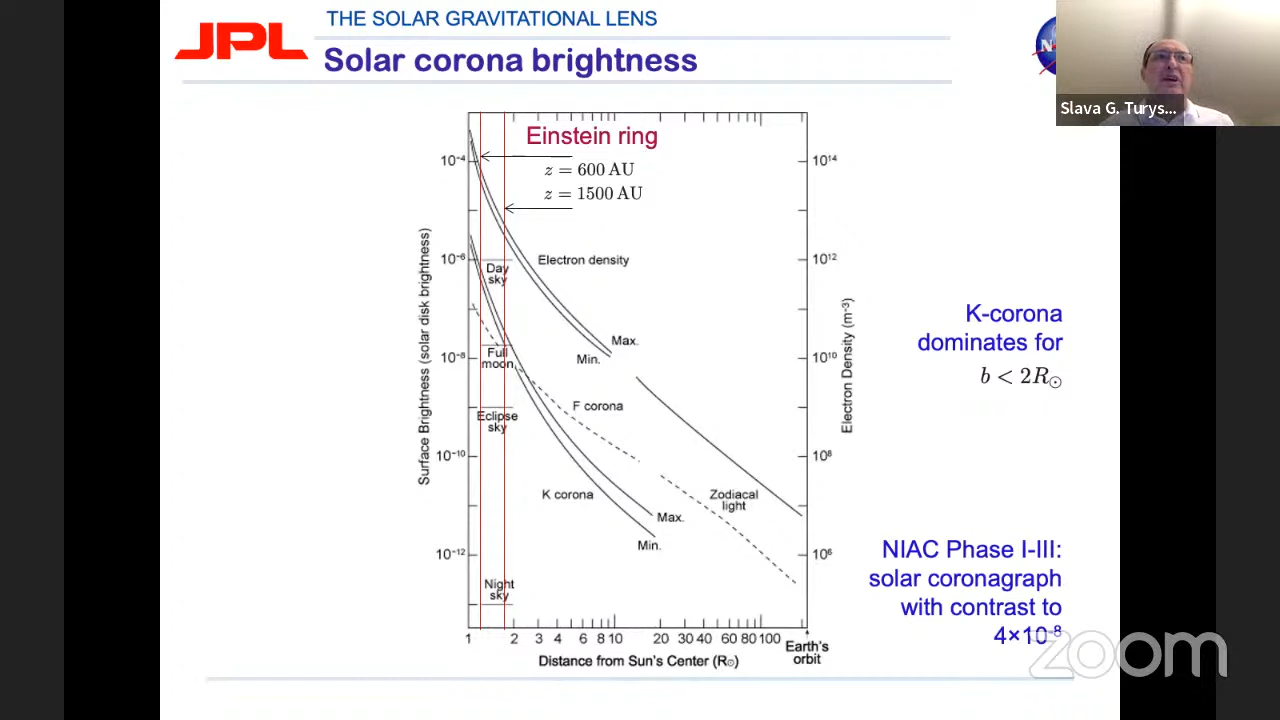 THE SOLAR GRAVITATIONAL LENS
JPL
Solar corona brightness
Slava G. Turys...
Einstein ring
z = 600 AU
z = 1500 AU
10⁻⁴
10⁻⁶
10⁻⁸
10⁻¹⁰
10⁻¹²
Surface Brightness (solar disk brightness)
10¹⁴
10¹²
10¹⁰
10⁸
10⁶
Electron Density (m⁻³)
Electron density
Day
sky
Max.
Min.
Full
moon
F corona
Eclipse
sky
K corona
Zodiacal
light
Max.
Min.
Night
sky
1 2 3 4 6 8 10 20 30 40 60 80 100
Earth's
orbit
Distance from Sun's Center (R☉)
K-corona
dominates for
b < 2R☉
NIAC Phase I-III:
solar coronagraph
with contrast to
4×10⁻⁸
zoom